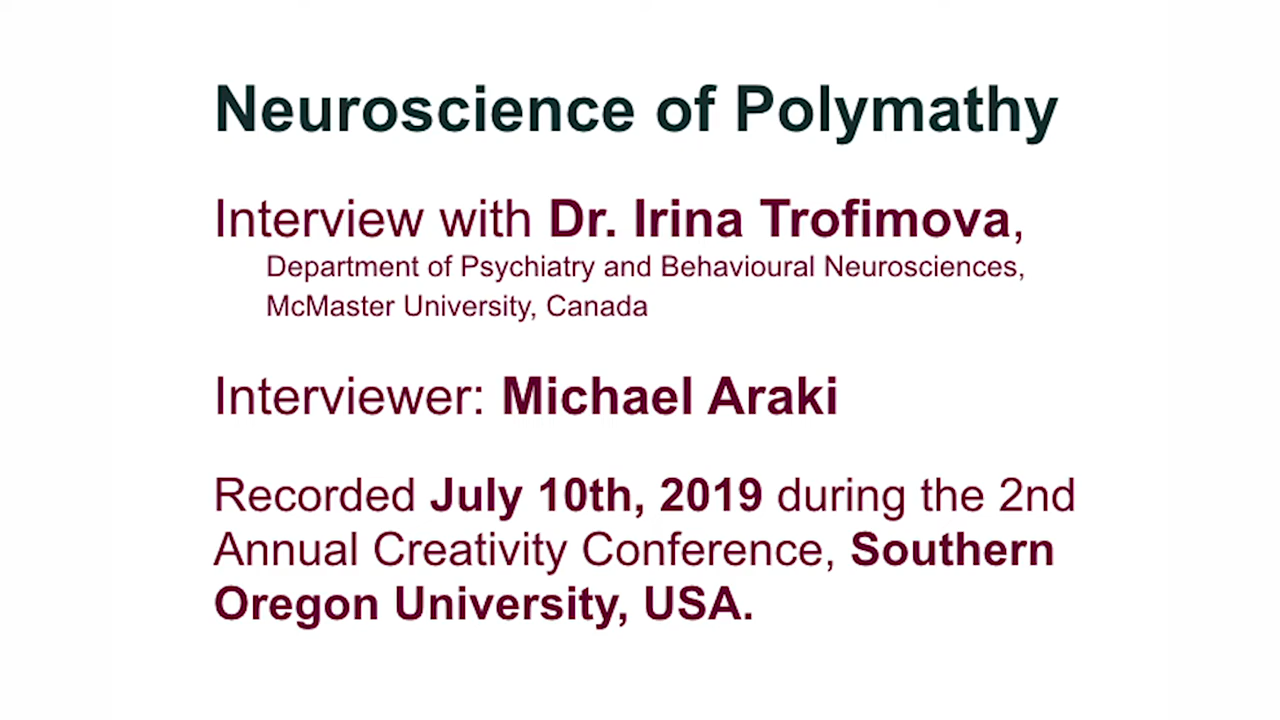 Neuroscience of Polymathy
Interview with Dr. Irina Trofimova,
Department of Psychiatry and Behavioural Neurosciences,
McMaster University, Canada
Interviewer: Michael Araki
Recorded July 10th, 2019 during the 2nd
Annual Creativity Conference, Southern
Oregon University, USA.